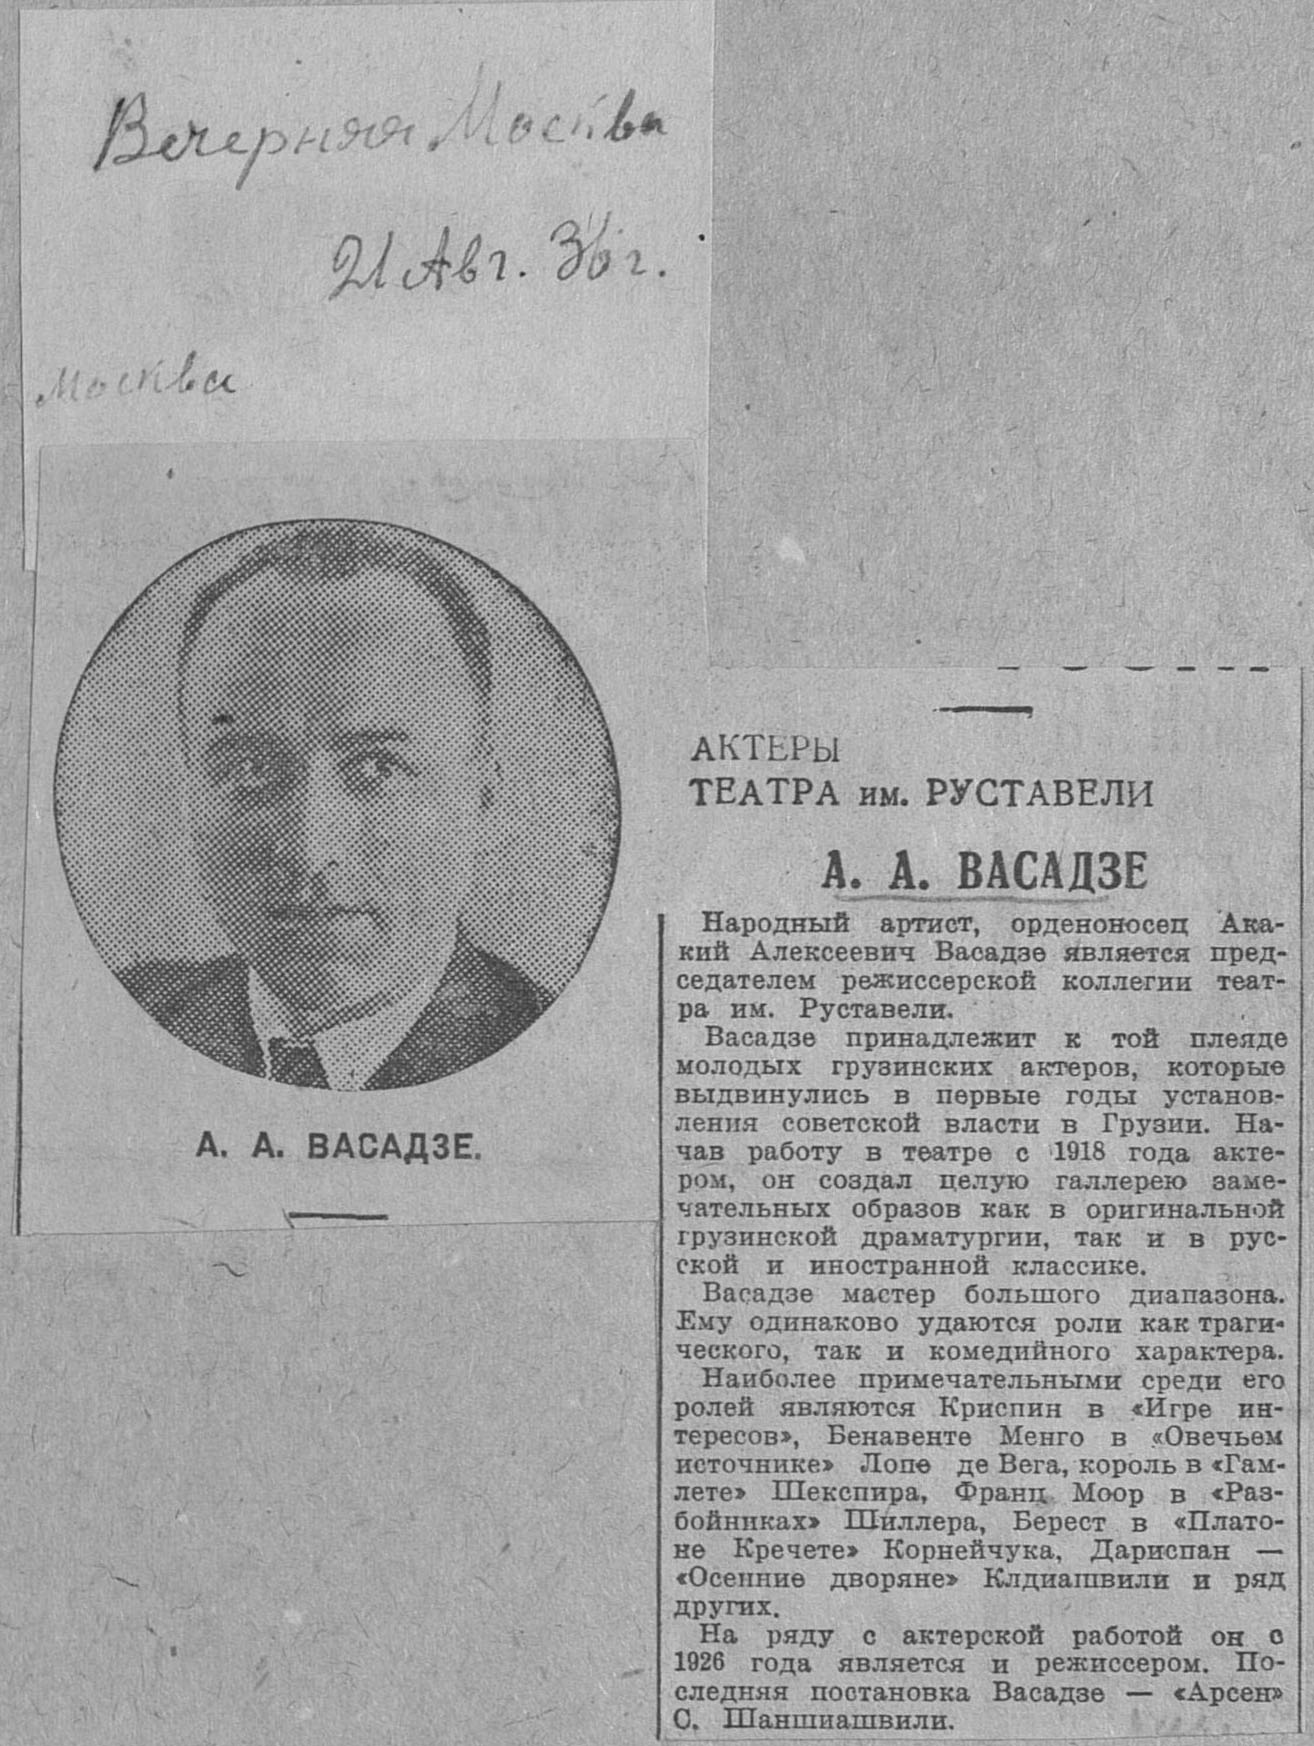 Вечерняя Москва
21 Авг. 36 г.
Москва
А. А. ВАСАДЗЕ.
АКТЕРЫ
ТЕАТРА им. РУСТАВЕЛИ
А. А. ВАСАДЗЕ
Народный артист, орденоносец Ака-
кий Алексеевич Васадзе является пред-
седателем режиссерской коллегии теат-
ра им. Руставели.
Васадзе принадлежит к той плеяде
молодых грузинских актеров, которые
выдвинулись в первые годы установ-
ления советской власти в Грузии. На-
чав работу в театре с 1918 года акте-
ром, он создал целую галлерею заме-
чательных образов как в оригинальной
грузинской драматургии, так и в рус-
ской и иностранной классике.
Васадзе мастер большого диапазона.
Ему одинаково удаются роли как траги-
ческого, так и комедийного характера.
Наиболее примечательными среди его
ролей являются Криспин в «Игре ин-
тересов», Бенавенте Менго в «Овечьем
источнике» Лопе де Вега, король в «Гам-
лете» Шекспира, Франц Моор в «Раз-
бойниках» Шиллера, Берест в «Плато-
не Кречете» Корнейчука, Дариспан —
«Осенние дворяне» Клдиашвили и ряд
других.
На ряду с актерской работой он с
1926 года является и режиссером. По-
следняя постановка Васадзе — «Арсен»
С. Шаншиашвили.